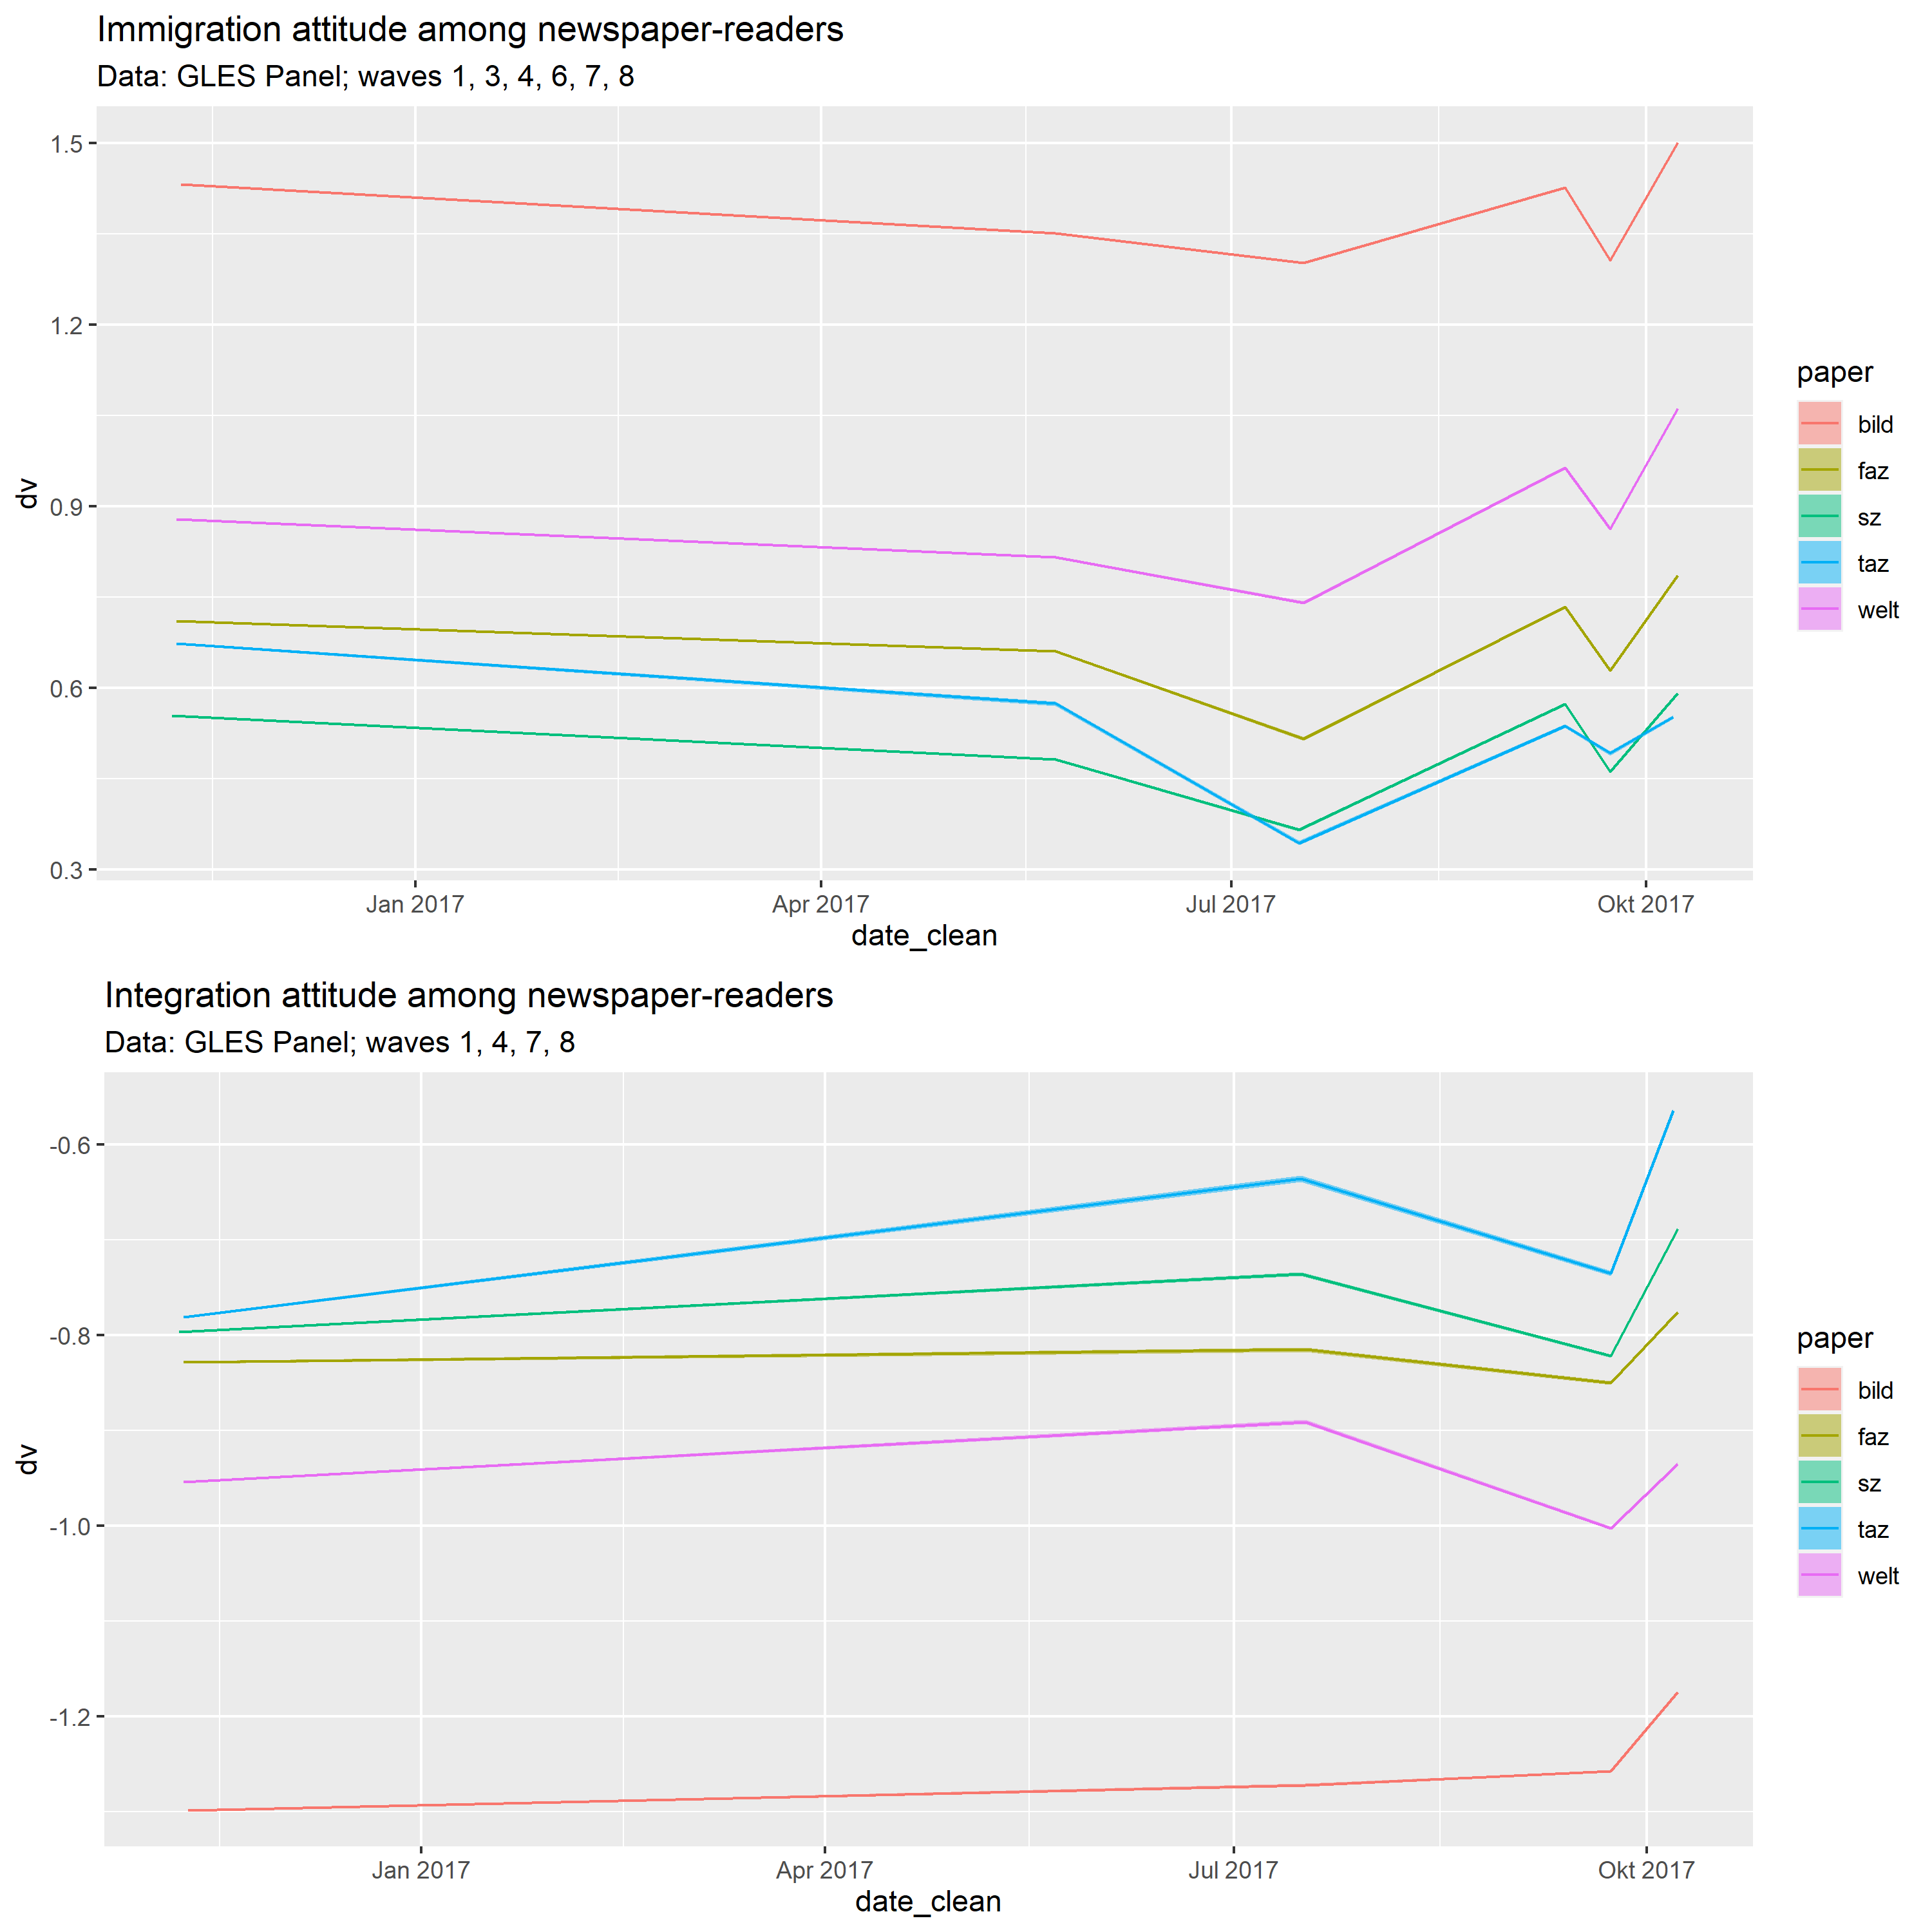 Immigration attitude among newspaper-readers
Data: GLES Panel; waves 1, 3, 4, 6, 7, 8
dv
1.5
1.2
0.9
0.6
0.3
Jan 2017
Apr 2017
Jul 2017
Okt 2017
date_clean
paper
bild
faz
sz
taz
welt
Integration attitude among newspaper-readers
Data: GLES Panel; waves 1, 4, 7, 8
dv
-0.6
-0.8
-1.0
-1.2
Jan 2017
Apr 2017
Jul 2017
Okt 2017
date_clean
paper
bild
faz
sz
taz
welt